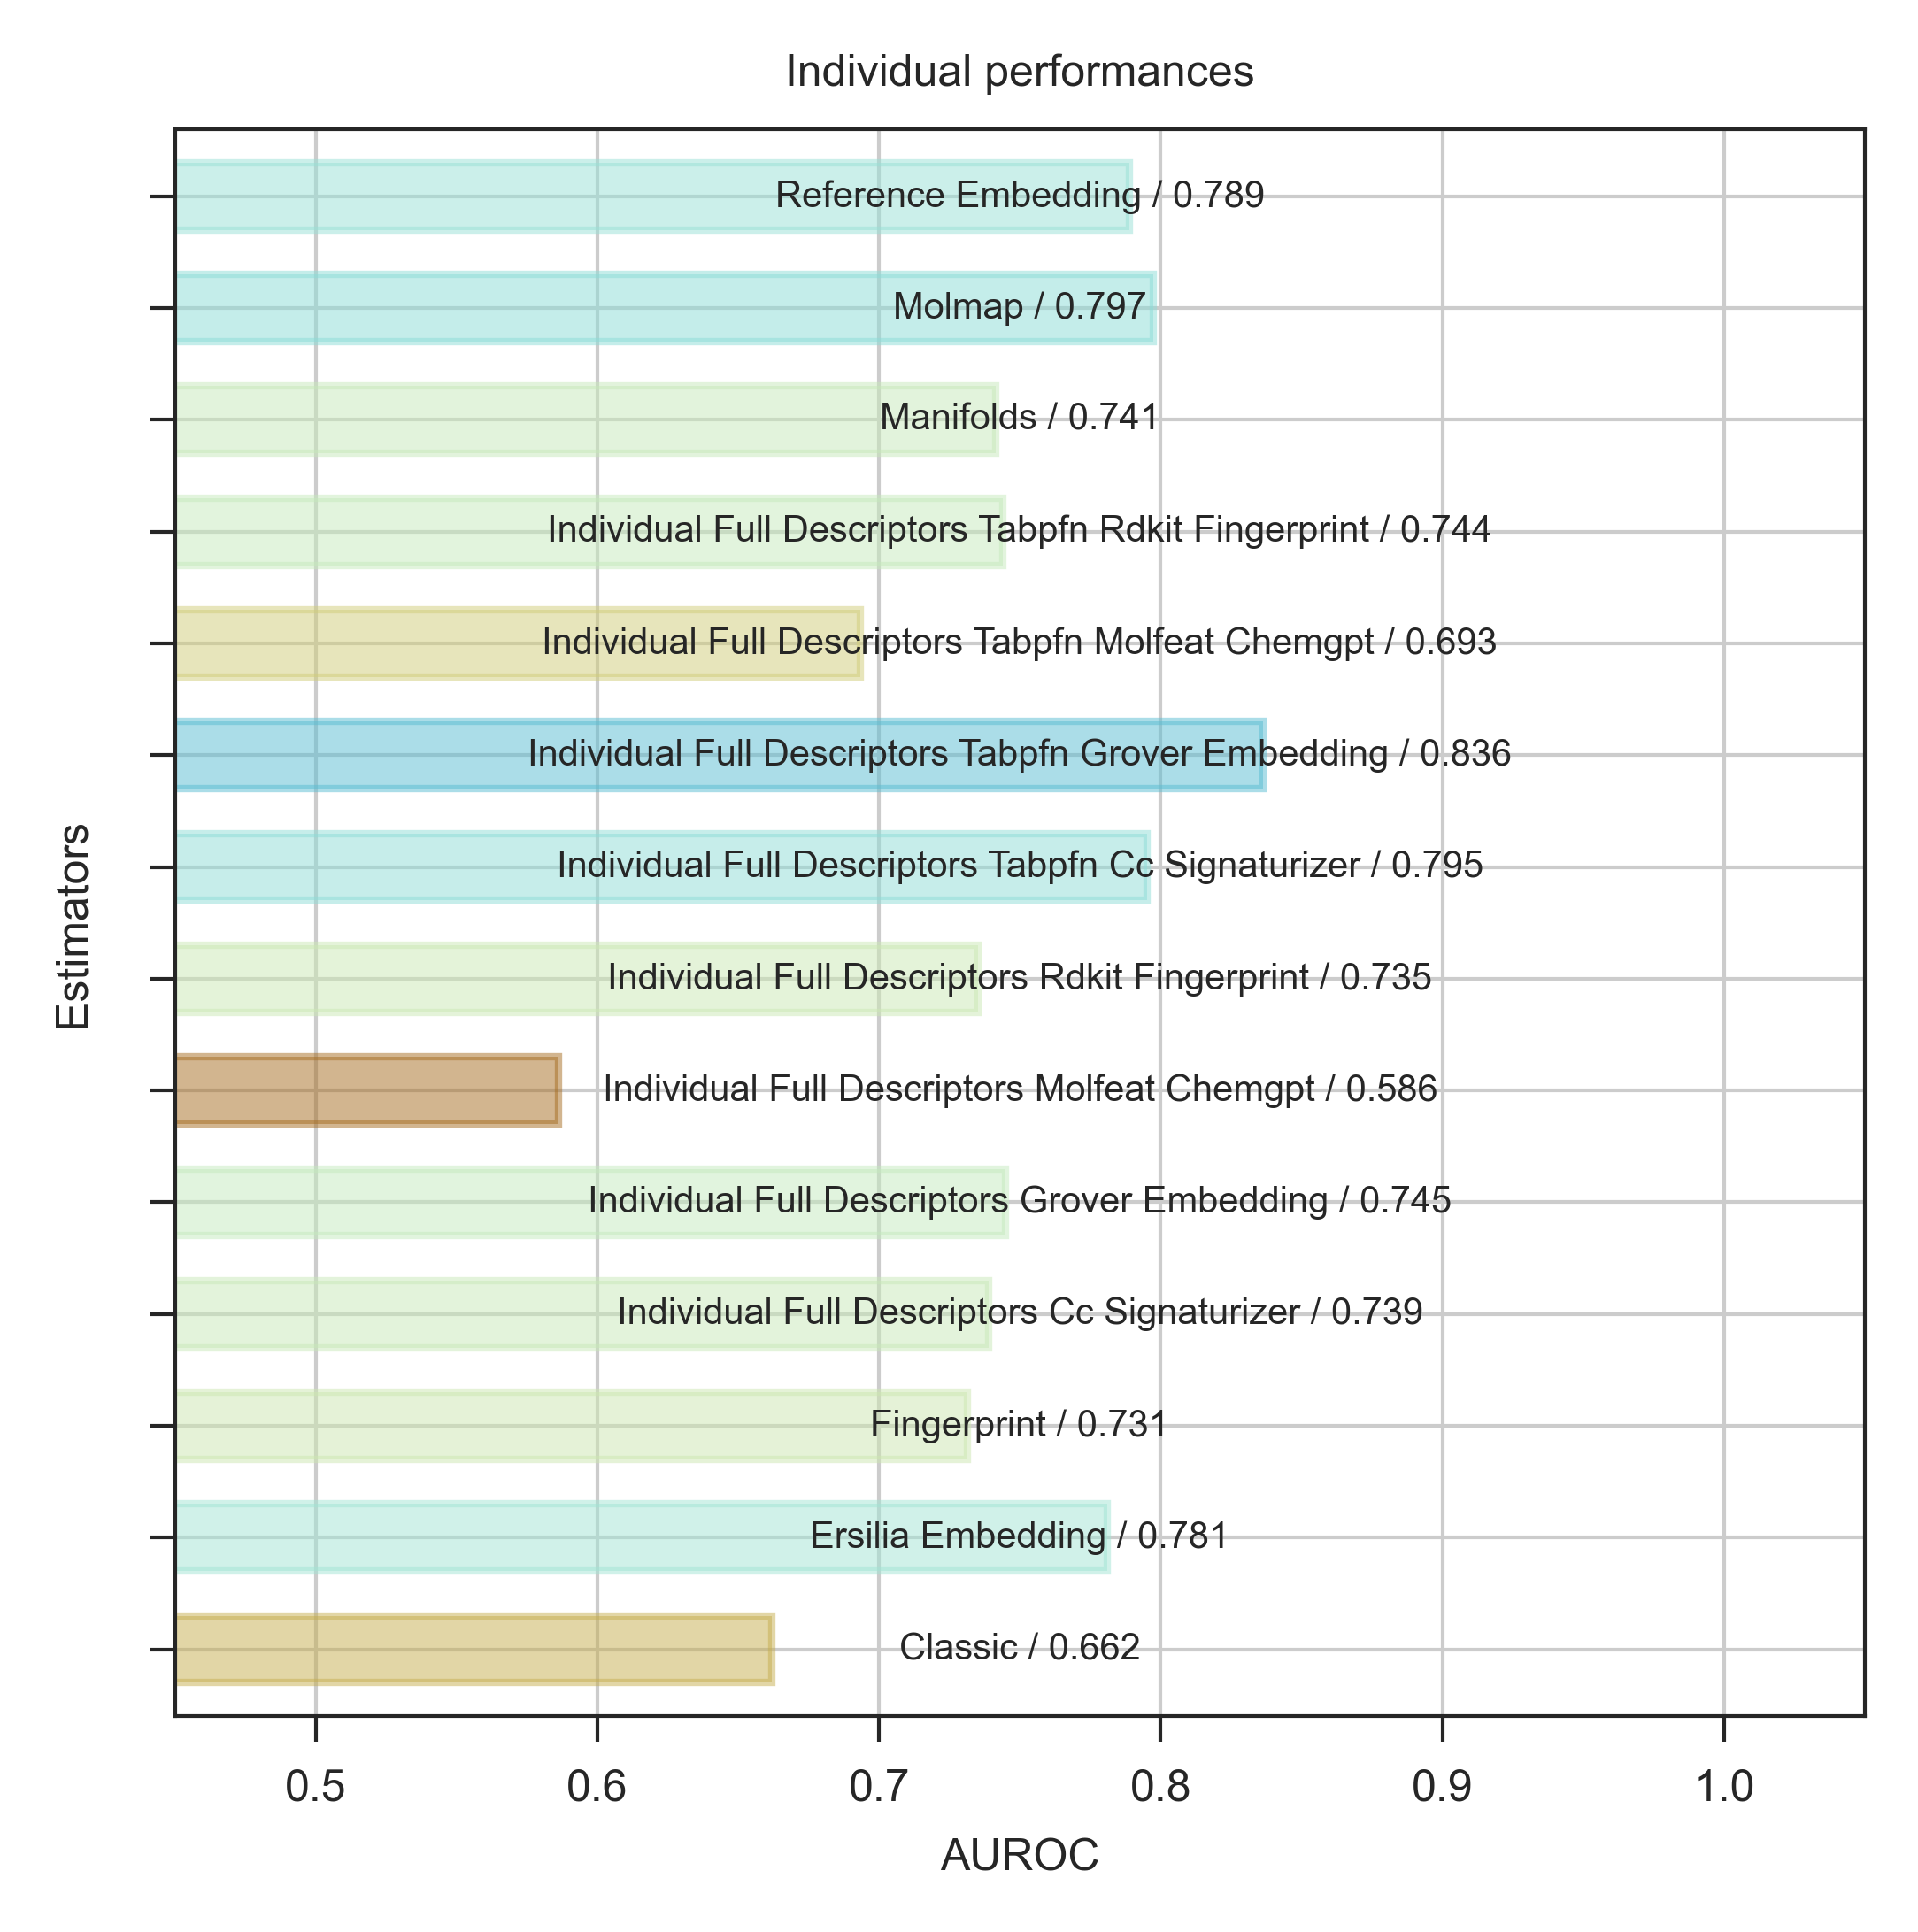 Individual performances
Reference Embedding / 0.789
Molmap / 0.797
Manifolds / 0.741
Individual Full Descriptors Tabpfn Rdkit Fingerprint / 0.744
Individual Full Descriptors Tabpfn Molfeat Chemgpt / 0.693
Individual Full Descriptors Tabpfn Grover Embedding / 0.836
Individual Full Descriptors Tabpfn Cc Signaturizer / 0.795
Individual Full Descriptors Rdkit Fingerprint / 0.735
Individual Full Descriptors Molfeat Chemgpt / 0.586
Individual Full Descriptors Grover Embedding / 0.745
Individual Full Descriptors Cc Signaturizer / 0.739
Fingerprint / 0.731
Ersilia Embedding / 0.781
Classic / 0.662
Estimators
0.5 0.6 0.7 0.8 0.9 1.0
AUROC